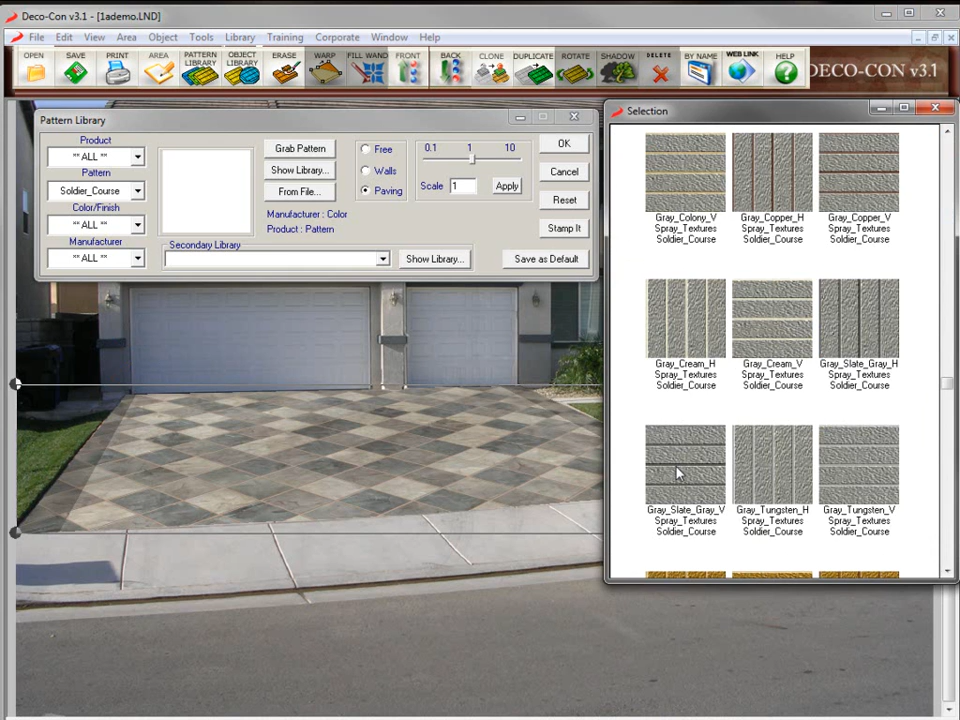 Deco-Con v3.1 - [1ademo.LND]
File Edit View Area Object Tools Library Training Corporate Window Help
OPEN SAVE PRINT AREA PATTERN LIBRARY OBJECT LIBRARY ERASE WARP FILL WAND FRONT BACK CLONE DUPLICATE ROTATE SHADOW DELETE BY NAME WEB LINK HELP
DECO-CON v3.1
Pattern Library
Product
** ALL **
Pattern
Soldier_Course
Color/Finish
** ALL **
Manufacturer
** ALL **
Grab Pattern
Show Library...
From File...
Manufacturer : Color
Product : Pattern
Free
Walls
Paving
0.1 1 10
Scale 1 Apply
OK
Cancel
Reset
Stamp It
Secondary Library
Show Library...
Save as Default
Selection
Gray_Colony_V Gray_Copper_H Gray_Copper_V
Spray_Textures Spray_Textures Spray_Textures
Soldier_Course Soldier_Course Soldier_Course
Gray_Cream_H Gray_Cream_V Gray_Slate_Gray_H
Spray_Textures Spray_Textures Spray_Textures
Soldier_Course Soldier_Course Soldier_Course
Gray_Slate_Gray_V Gray_Tungsten_H Gray_Tungsten_V
Spray_Textures Spray_Textures Spray_Textures
Soldier_Course Soldier_Course Soldier_Course